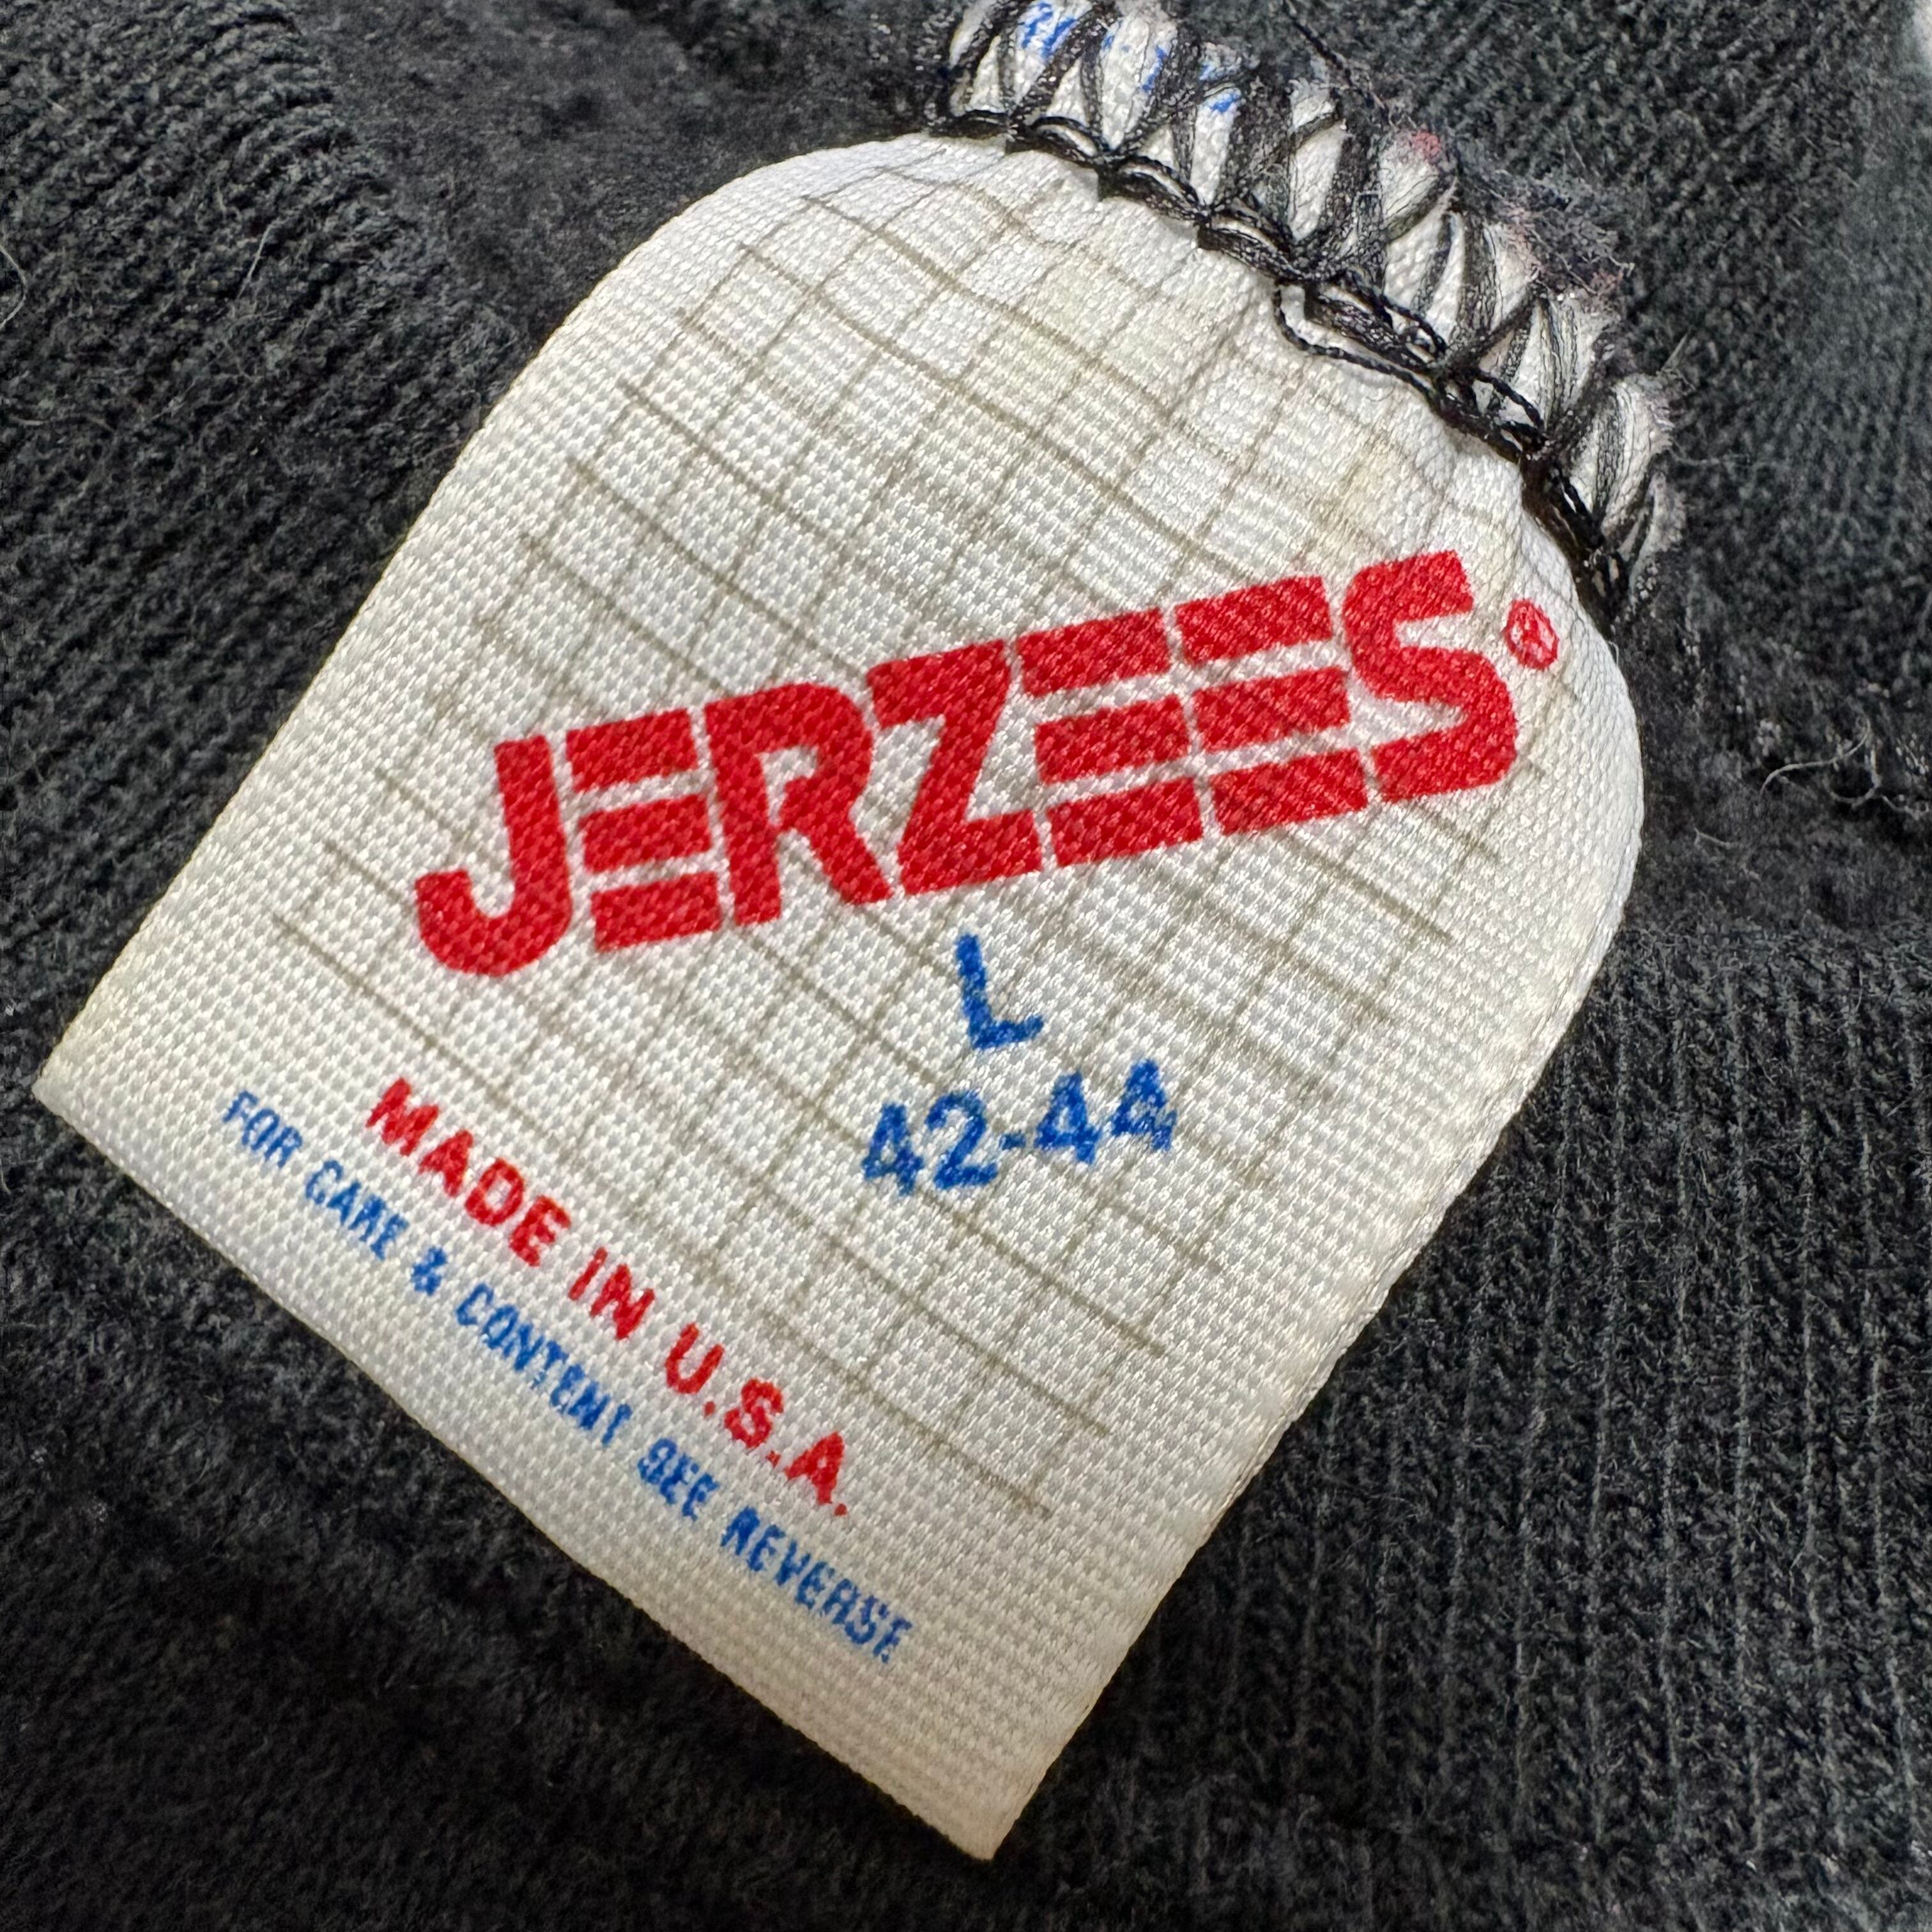 JERZEES®
L
42-44
MADE IN U.S.A.
FOR CARE & CONTENT SEE REVERSE